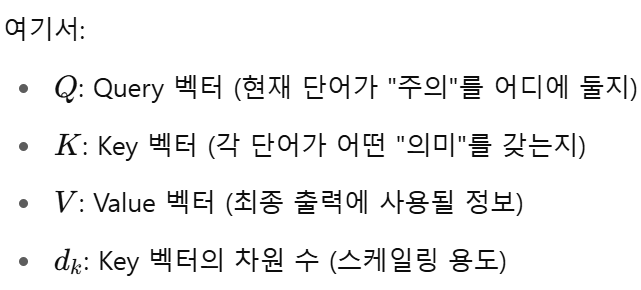 여기서:
• Q: Query 벡터 (현재 단어가 "주의"를 어디에 둘지)
• K: Key 벡터 (각 단어가 어떤 "의미"를 갖는지)
• V: Value 벡터 (최종 출력에 사용될 정보)
• dₖ: Key 벡터의 차원 수 (스케일링 용도)